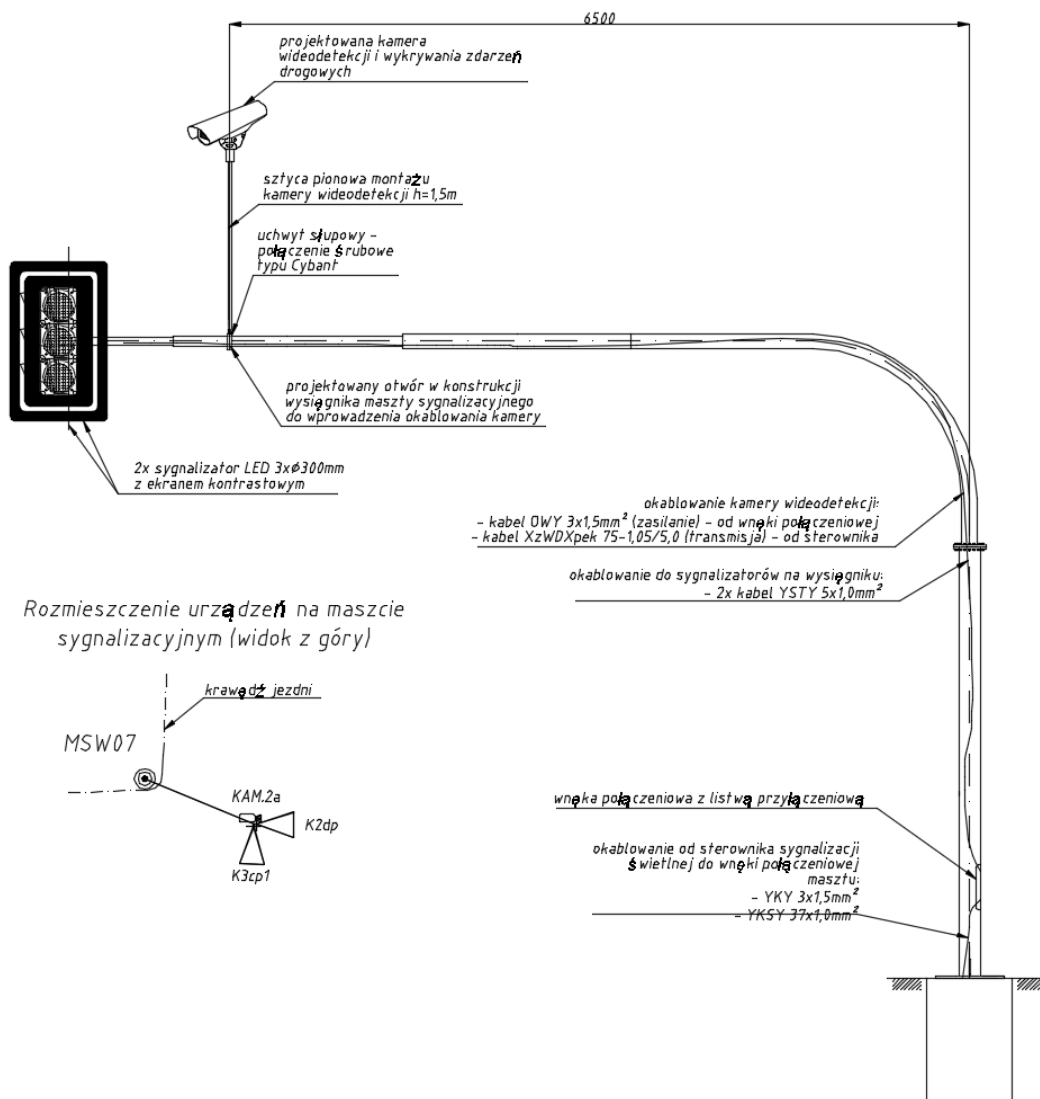 6500
projektowana kamera
wideodetekcji i wykrywania zdarzeń
drogowych
sztyca pionowa montażu
kamery wideodetekcji h=1,5m
uchwyt słupowy -
połączenie śrubowe
typu Cybant
projektowany otwór w konstrukcji
wysięgnika maszty sygnalizacyjnego
do wprowadzenia okablowania kamery
2x sygnalizator LED 3xø300mm
z ekranem kontrastowym
okablowanie kamery wideodetekcji:
- kabel OWY 3x1,5mm² (zasilanie) - od wnęki połączeniowej
- kabel XzWDXpek 75-1,05/5,0 (transmisja) - od sterownika
okablowanie do sygnalizatorów na wysięgniku:
- 2x kabel YSTY 5x1,0mm²
Rozmieszczenie urządzeń na maszcie
sygnalizacyjnym (widok z góry)
krawędź jezdni
MSW07
KAM.2a
K2dp
K3cp1
wnęka połączeniowa z listwą przyłączeniową
okablowanie od sterownika sygnalizacji
świetlnej do wnęki połączeniowej
masztu:
- YKY 3x1,5mm²
- YKSY 37x1,0mm²